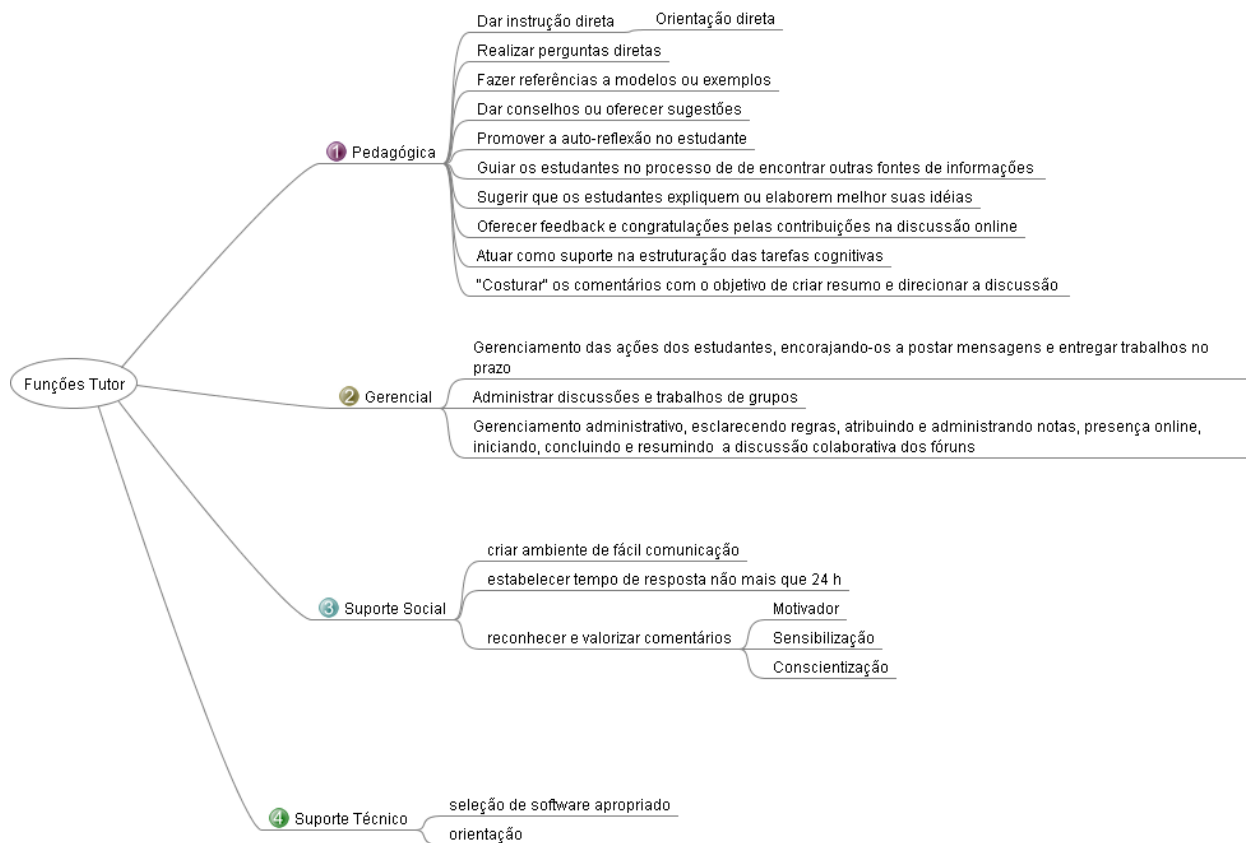 Funções Tutor
1 Pedagógica
Dar instrução direta
Orientação direta
Realizar perguntas diretas
Fazer referências a modelos ou exemplos
Dar conselhos ou oferecer sugestões
Promover a auto-reflexão no estudante
Guiar os estudantes no processo de de encontrar outras fontes de informações
Sugerir que os estudantes expliquem ou elaborem melhor suas idéias
Oferecer feedback e congratulações pelas contribuições na discussão online
Atuar como suporte na estruturação das tarefas cognitivas
"Costurar" os comentários com o objetivo de criar resumo e direcionar a discussão
2 Gerencial
Gerenciamento das ações dos estudantes, encorajando-os a postar mensagens e entregar trabalhos no
prazo
Administrar discussões e trabalhos de grupos
Gerenciamento administrativo, esclarecendo regras, atribuindo e administrando notas, presença online,
iniciando, concluindo e resumindo  a discussão colaborativa dos fóruns
3 Suporte Social
criar ambiente de fácil comunicação
estabelecer tempo de resposta não mais que 24 h
reconhecer e valorizar comentários
Motivador
Sensibilização
Conscientização
4 Suporte Técnico
seleção de software apropriado
orientação